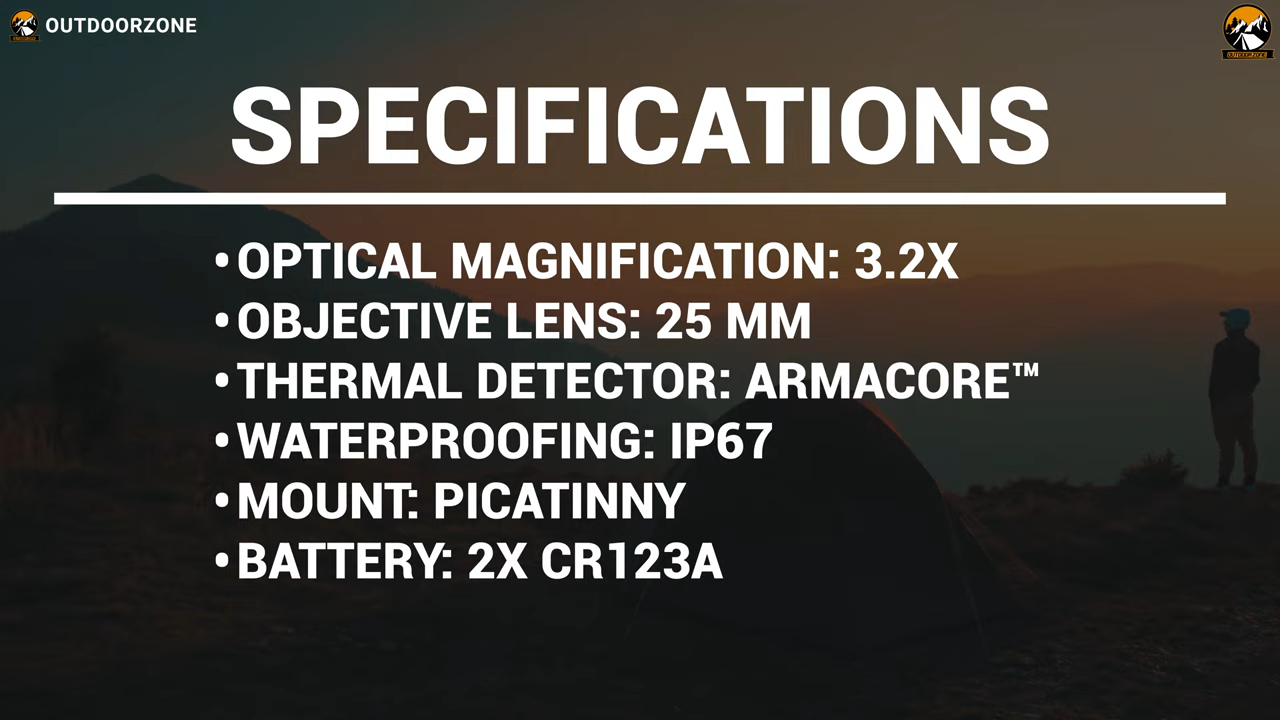 OUTDOORZONE
OUTDOORZONE
SPECIFICATIONS
• OPTICAL MAGNIFICATION: 3.2X
• OBJECTIVE LENS: 25 MM
• THERMAL DETECTOR: ARMACORE™
• WATERPROOFING: IP67
• MOUNT: PICATINNY
• BATTERY: 2X CR123A